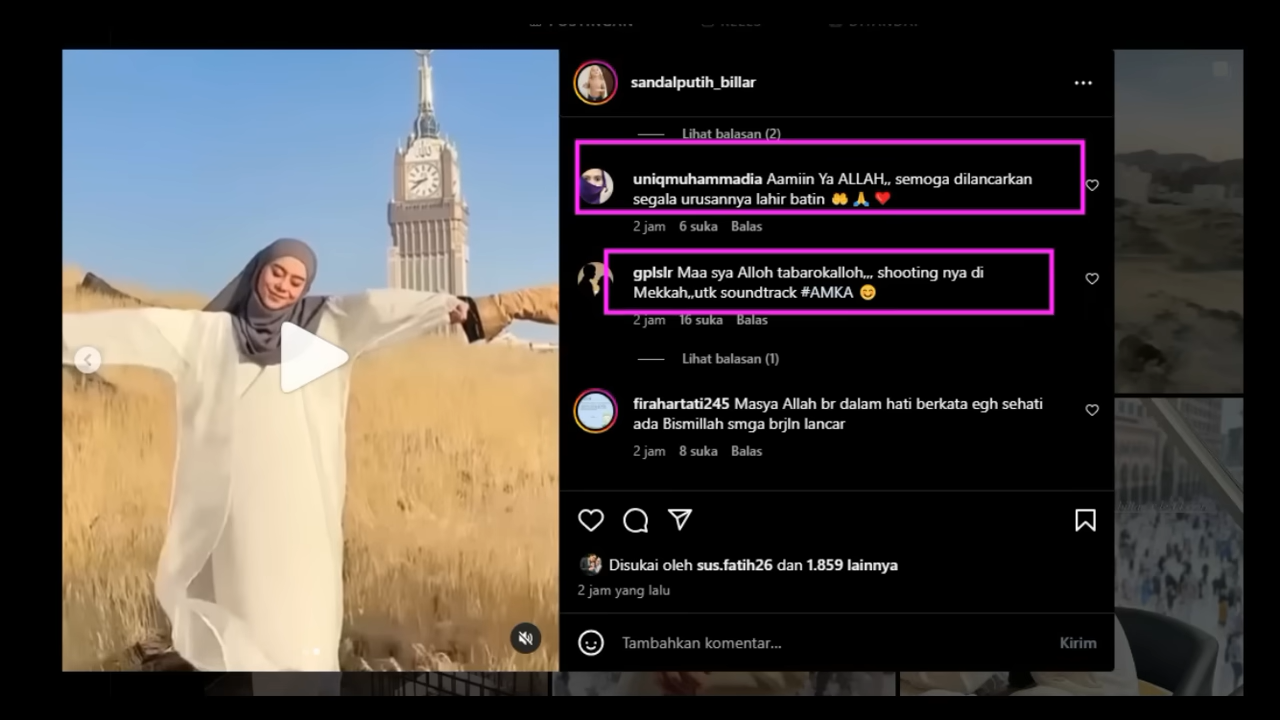 sandalputih_billar
Lihat balasan (2)
uniqmuhammadia Aamiin Ya ALLAH,, semoga dilancarkan
segala urusannya lahir batin 🤲 🙏 ❤️
2 jam 6 suka Balas
gplslr Maa sya Alloh tabarokalloh,,, shooting nya di
Mekkah,,utk soundtrack #AMKA 😊
2 jam 16 suka Balas
Lihat balasan (1)
firahartati245 Masya Allah br dalam hati berkata egh sehati
ada Bismillah smga brjln lancar
2 jam 8 suka Balas
Disukai oleh sus.fatih26 dan 1.859 lainnya
2 jam yang lalu
Tambahkan komentar...
Kirim